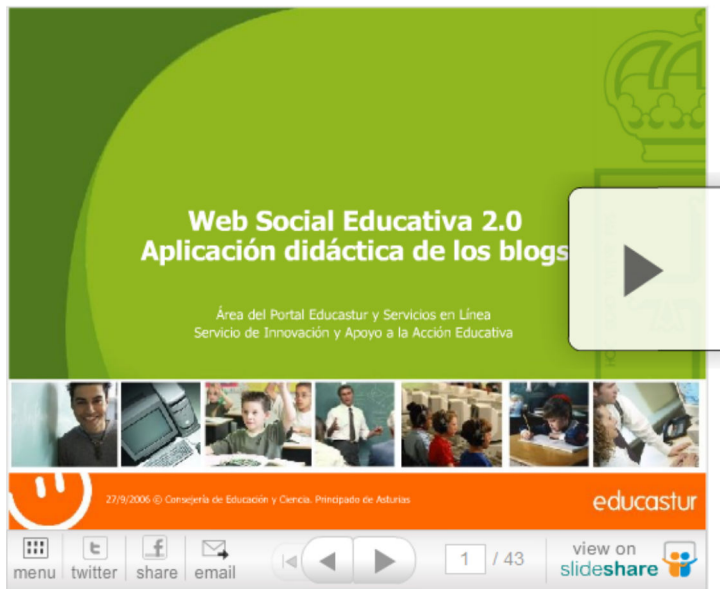 Web Social Educativa 2.0
Aplicación didáctica de los blogs
Área del Portal Educastur y Servicios en Línea
Servicio de Innovación y Apoyo a la Acción Educativa
27/9/2006 © Consejería de Educación y Ciencia. Principado de Asturias
educastur
menu twitter share email 1 / 43 view on
slideshare